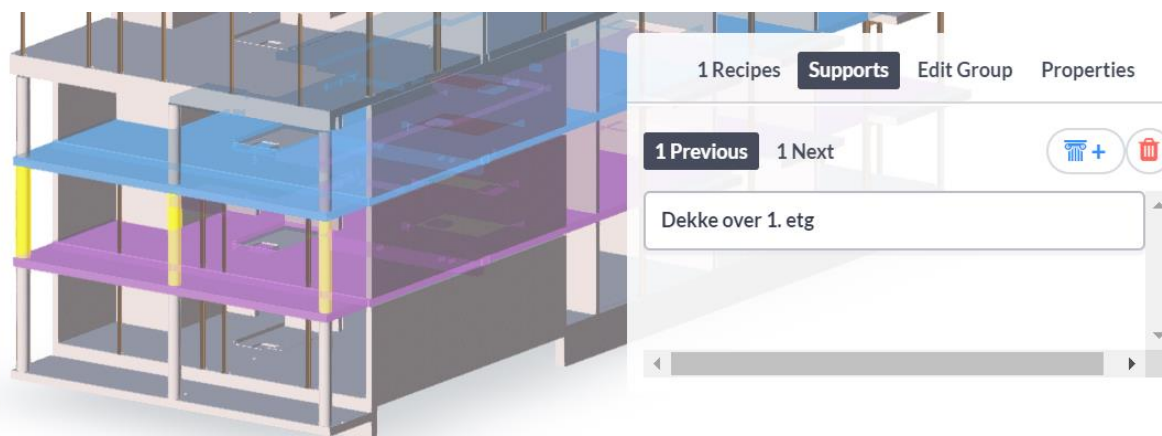 1 Recipes Supports Edit Group Properties
1 Previous 1 Next +
Dekke over 1. etg